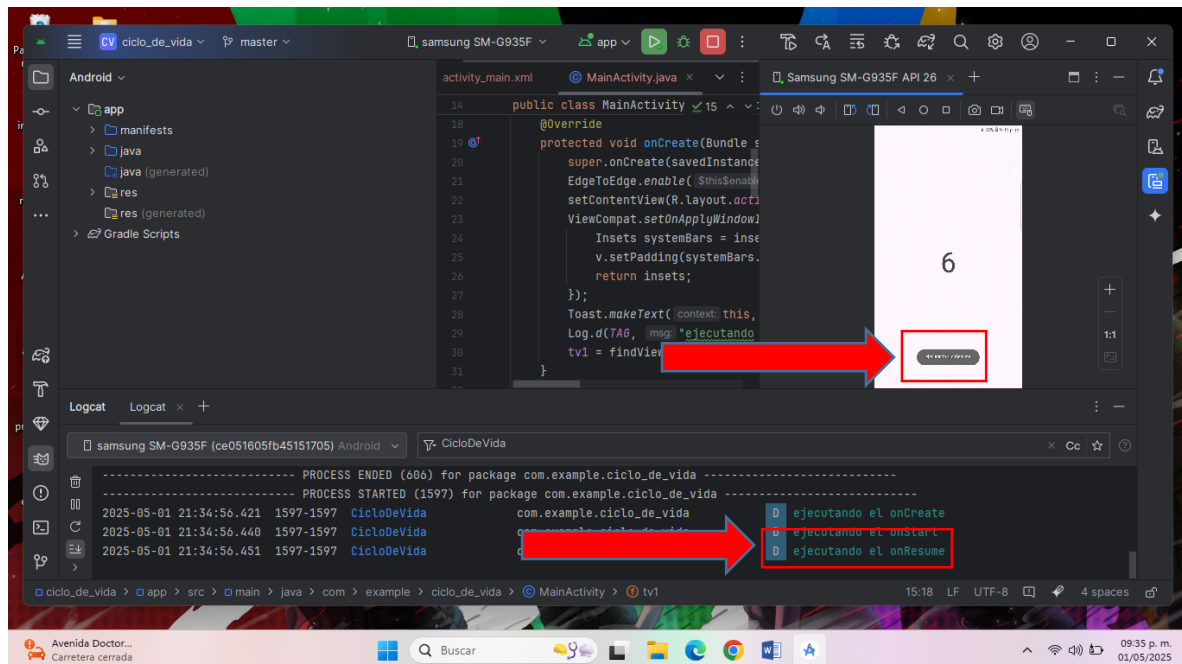 CV ciclo_de_vida master samsung SM-G935F app
Android
activity_main.xml MainActivity.java Samsung SM-G935F API 26
app
manifests
java
java (generated)
res
res (generated)
Gradle Scripts
14 public class MainActivity 15
18 @Override
19 protected void onCreate(Bundle s
20 super.onCreate(savedInstance
21 EdgeToEdge.enable( $this$enabl
22 setContentView(R.layout.acti
23 ViewCompat.setOnApplyWindowI
24 Insets systemBars = inse
25 v.setPadding(systemBars.
26 return insets;
27 });
28 Toast.makeText( context: this,
29 Log.d(TAG, msg: "ejecutando
30 tv1 = findView
31 }
6
1:1
Logcat Logcat
samsung SM-G935F (ce051605fb45151704) Android CicloDeVida Cc
--------------------------- PROCESS ENDED (606) for package com.example.ciclo_de_vida ---------------------------
--------------------------- PROCESS STARTED (1597) for package com.example.ciclo_de_vida ---------------------------
2025-05-01 21:34:56.421 1597-1597 CicloDeVida com.example.ciclo_de_vida D ejecutando el onCreate
2025-05-01 21:34:56.440 1597-1597 CicloDeVida com.example.ciclo_de_vida D ejecutando el onStart
2025-05-01 21:34:56.451 1597-1597 CicloDeVida D ejecutando el onResume
ciclo_de_vida > app > src > main > java > com > example > ciclo_de_vida > MainActivity > tv1 15:18 LF UTF-8 4 spaces
Avenida Doctor...
Carretera cerrada
Buscar
09:35 p. m.
01/05/2025